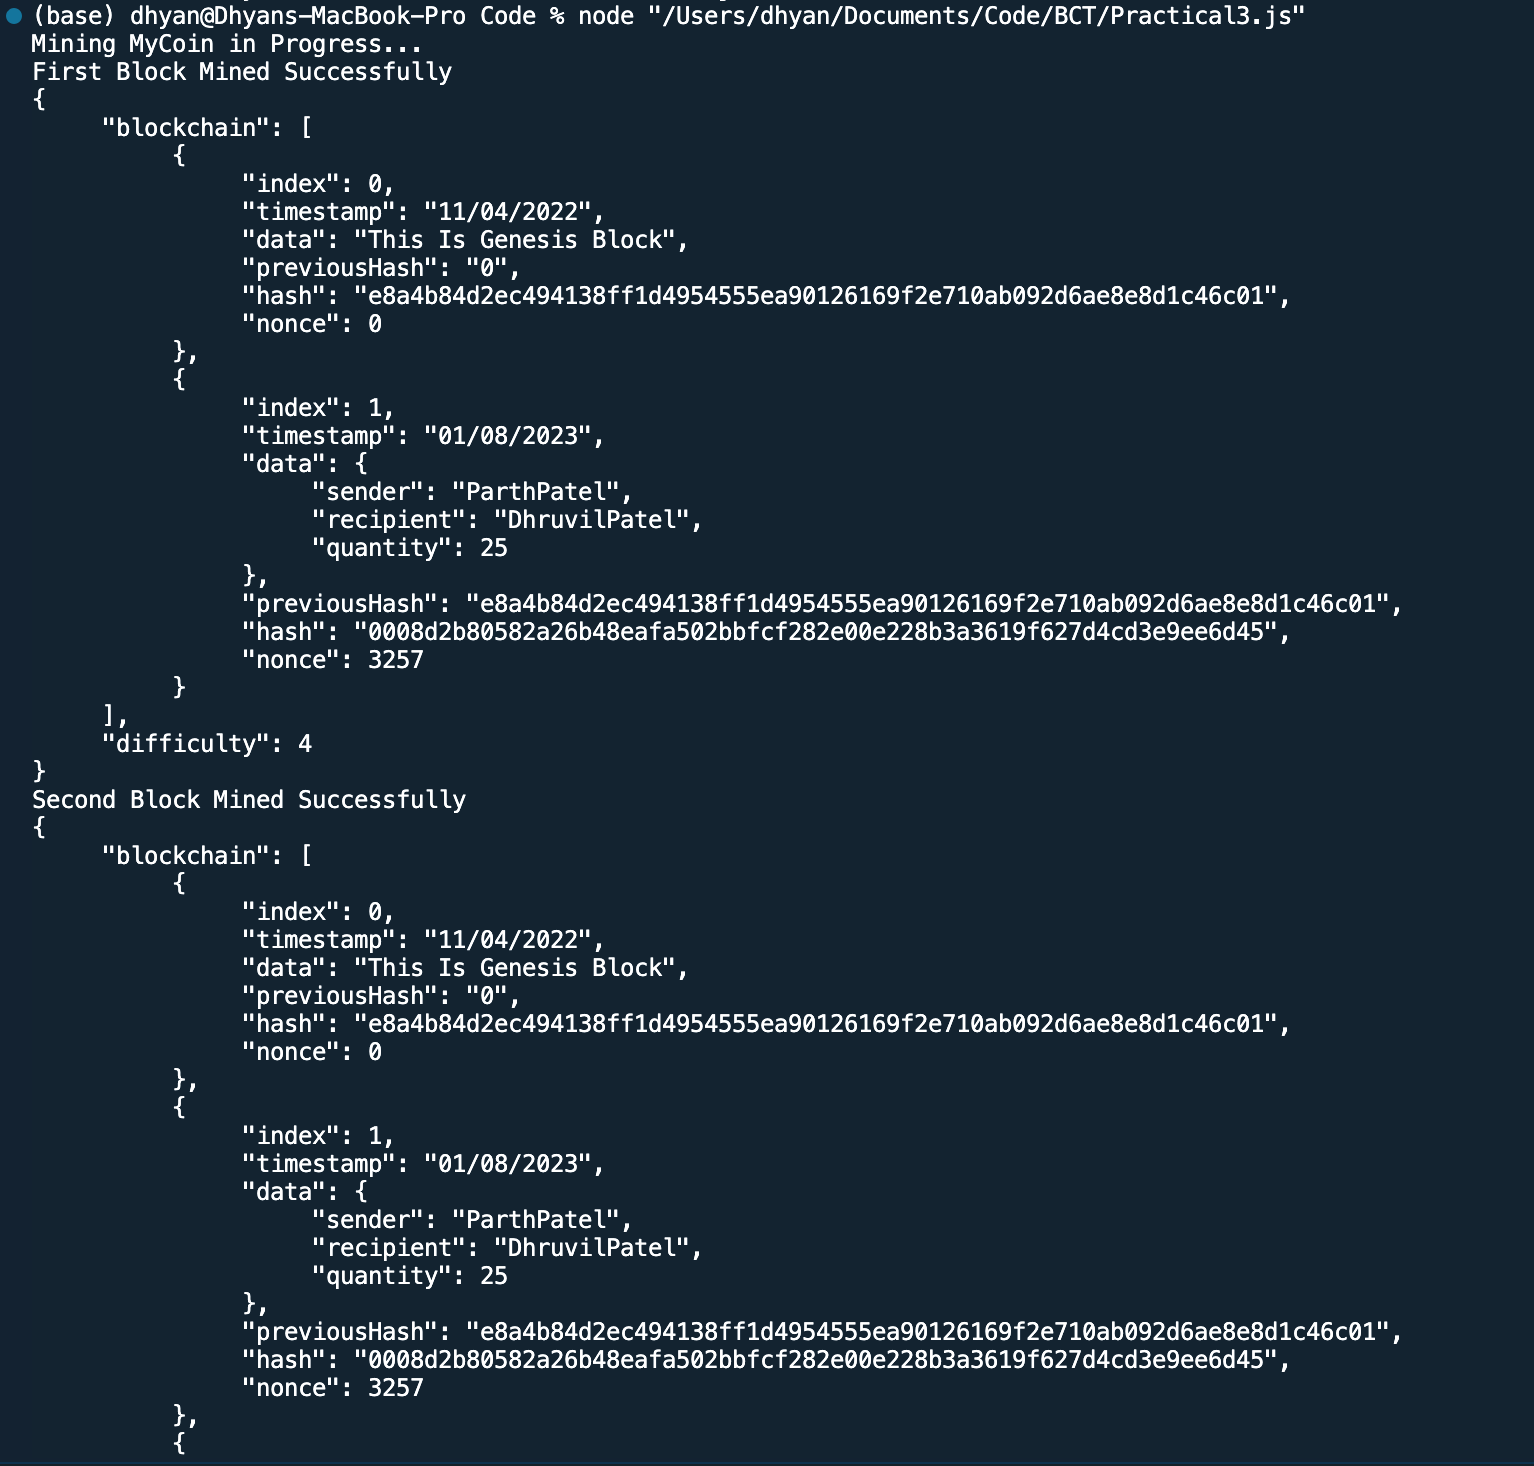 (base) dhyan@Dhyans-MacBook-Pro Code % node "/Users/dhyan/Documents/Code/BCT/Practical3.js"
Mining MyCoin in Progress...
First Block Mined Successfully
{
     "blockchain": [
          {
               "index": 0,
               "timestamp": "11/04/2022",
               "data": "This Is Genesis Block",
               "previousHash": "0",
               "hash": "e8a4b84d2ec494138ff1d4954555ea90126169f2e710ab092d6ae8e8d1c46c01",
               "nonce": 0
          },
          {
               "index": 1,
               "timestamp": "01/08/2023",
               "data": {
                    "sender": "ParthPatel",
                    "recipient": "DhruvilPatel",
                    "quantity": 25
               },
               "previousHash": "e8a4b84d2ec494138ff1d4954555ea90126169f2e710ab092d6ae8e8d1c46c01",
               "hash": "0008d2b80582a26b48eafa502bbfcf282e00e228b3a3619f627d4cd3e9ee6d45",
               "nonce": 3257
          }
     ],
     "difficulty": 4
}
Second Block Mined Successfully
{
     "blockchain": [
          {
               "index": 0,
               "timestamp": "11/04/2022",
               "data": "This Is Genesis Block",
               "previousHash": "0",
               "hash": "e8a4b84d2ec494138ff1d4954555ea90126169f2e710ab092d6ae8e8d1c46c01",
               "nonce": 0
          },
          {
               "index": 1,
               "timestamp": "01/08/2023",
               "data": {
                    "sender": "ParthPatel",
                    "recipient": "DhruvilPatel",
                    "quantity": 25
               },
               "previousHash": "e8a4b84d2ec494138ff1d4954555ea90126169f2e710ab092d6ae8e8d1c46c01",
               "hash": "0008d2b80582a26b48eafa502bbfcf282e00e228b3a3619f627d4cd3e9ee6d45",
               "nonce": 3257
          },
          {